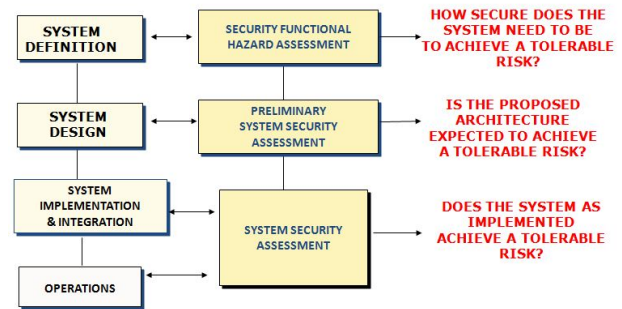 SYSTEM
DEFINITION
SECURITY FUNCTIONAL
HAZARD ASSESSMENT
HOW SECURE DOES THE
SYSTEM NEED TO BE
TO ACHIEVE A TOLERABLE
RISK?
SYSTEM
DESIGN
PRELIMINARY
SYSTEM SECURITY
ASSESSMENT
IS THE PROPOSED
ARCHITECTURE
EXPECTED TO ACHIEVE
A TOLERABLE RISK?
SYSTEM
IMPLEMENTATION
& INTEGRATION
SYSTEM SECURITY
ASSESSMENT
DOES THE SYSTEM AS
IMPLEMENTED
ACHIEVE A TOLERABLE
RISK?
OPERATIONS